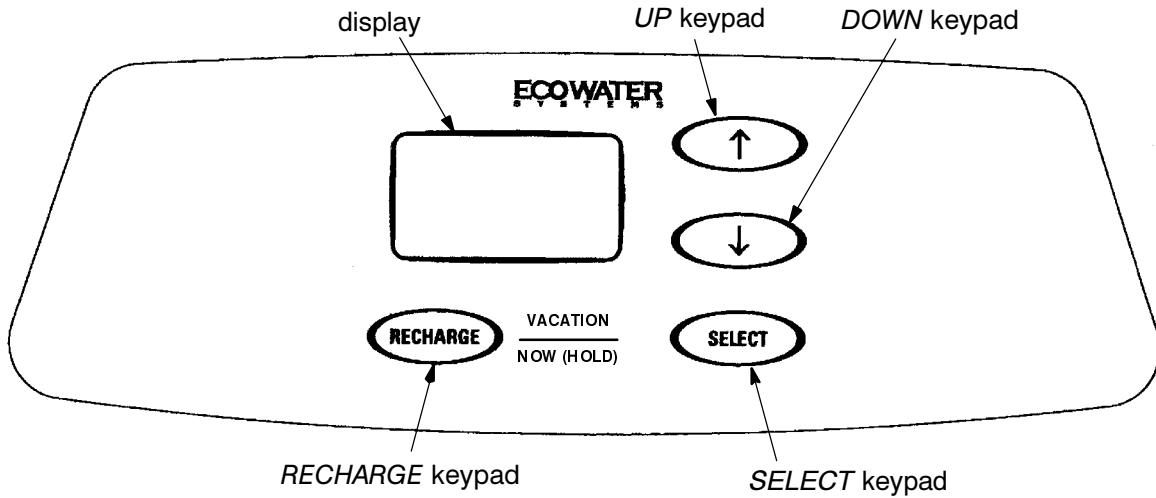 display
UP keypad
DOWN keypad
ECOWATER
SYSTEMS
↑
↓
RECHARGE
VACATION
NOW (HOLD)
SELECT
RECHARGE keypad
SELECT keypad